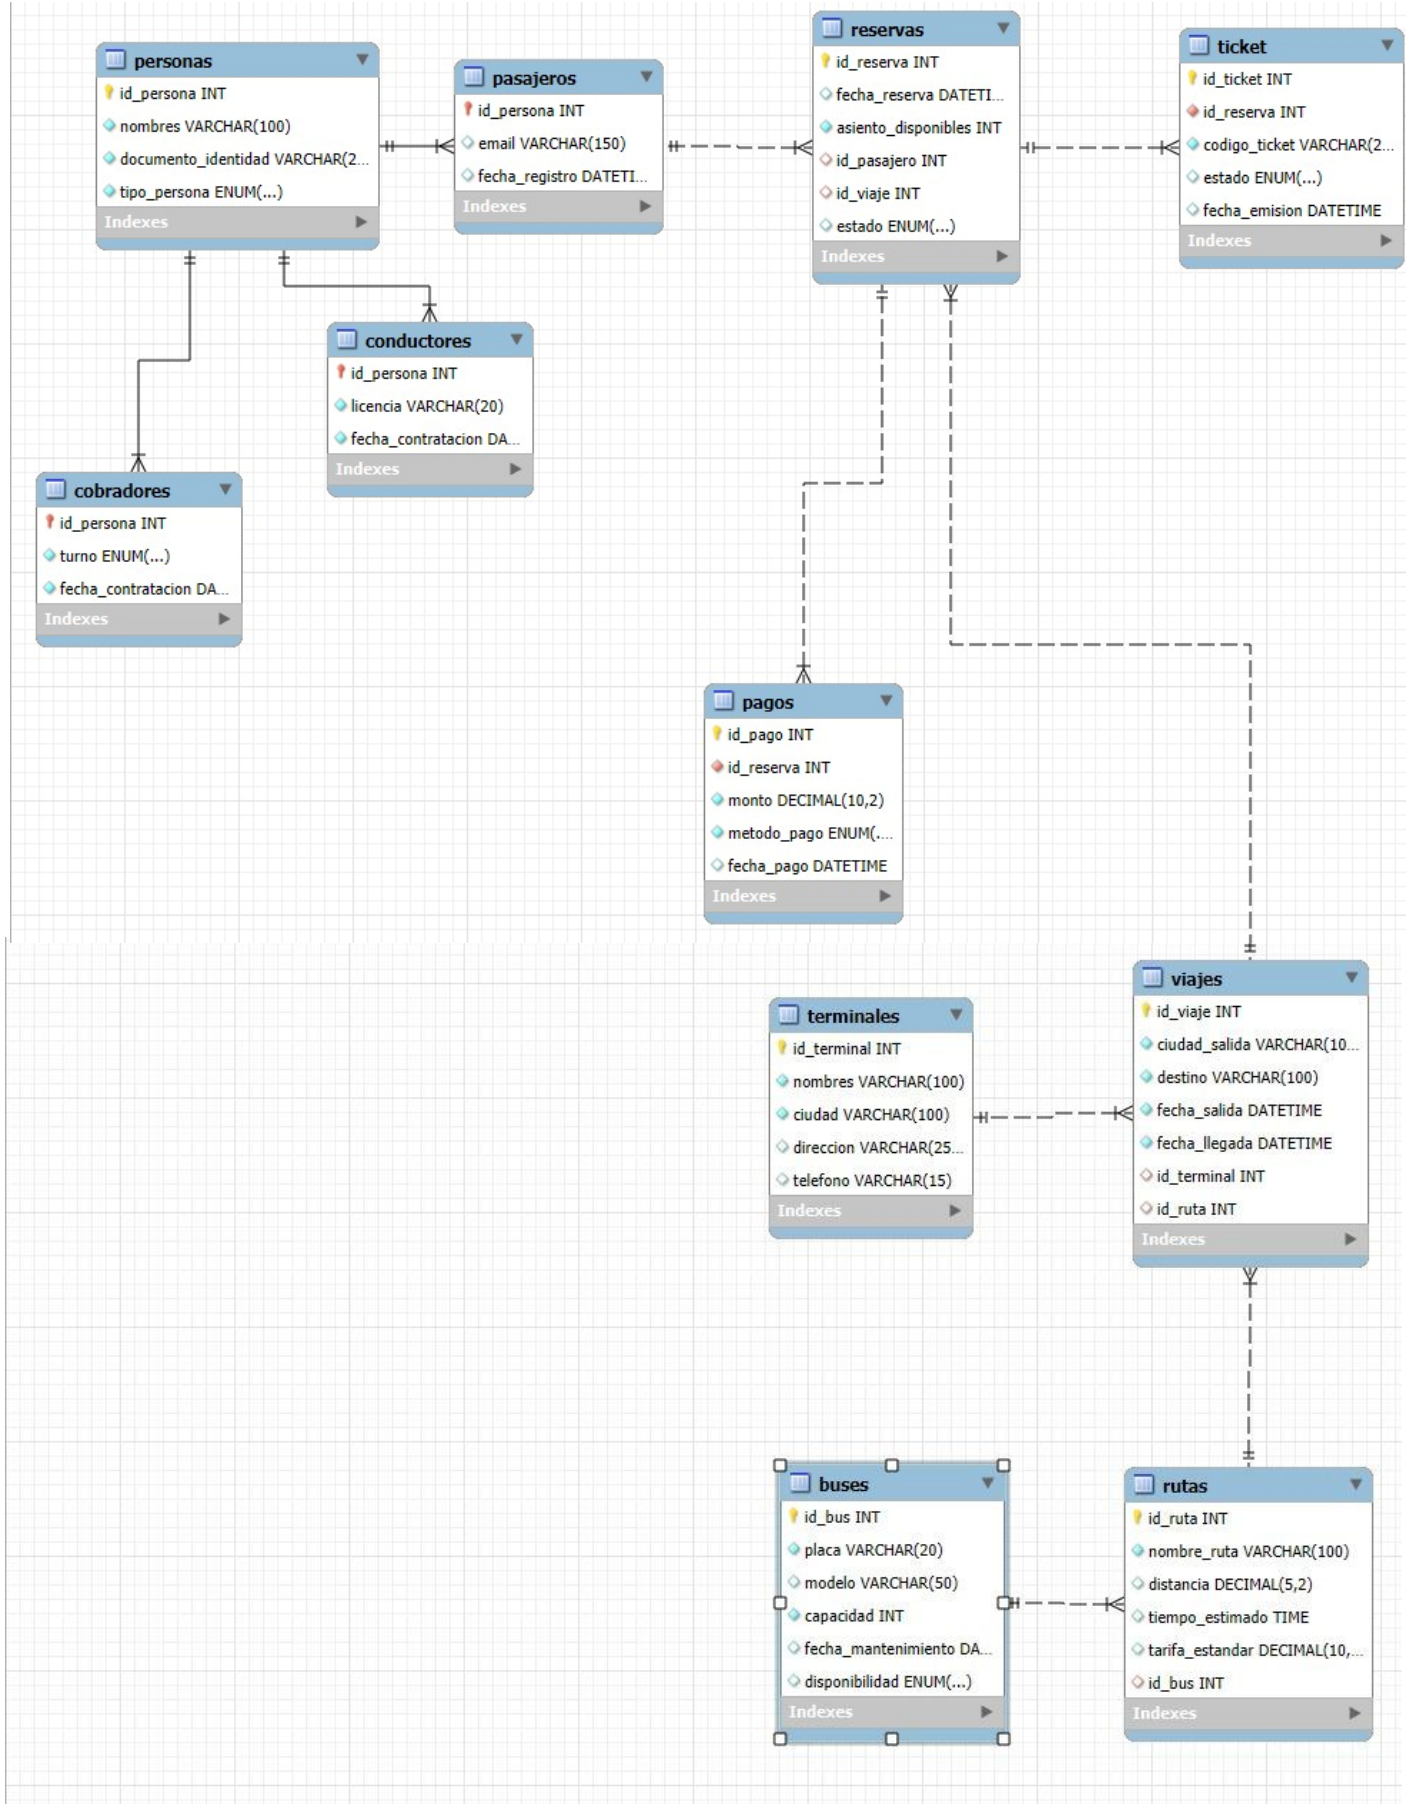 personas
id_persona INT
nombres VARCHAR(100)
documento_identidad VARCHAR(2...
tipo_persona ENUM(...)
Indexes
pasajeros
id_persona INT
email VARCHAR(150)
fecha_registro DATETI...
Indexes
reservas
id_reserva INT
fecha_reserva DATETI...
asiento_disponibles INT
id_pasajero INT
id_viaje INT
estado ENUM(...)
Indexes
ticket
id_ticket INT
id_reserva INT
codigo_ticket VARCHAR(2...
estado ENUM(...)
fecha_emision DATETIME
Indexes
conductores
id_persona INT
licencia VARCHAR(20)
fecha_contratacion DA...
Indexes
cobradores
id_persona INT
turno ENUM(...)
fecha_contratacion DA...
Indexes
pagos
id_pago INT
id_reserva INT
monto DECIMAL(10,2)
metodo_pago ENUM(....
fecha_pago DATETIME
Indexes
terminales
id_terminal INT
nombres VARCHAR(100)
ciudad VARCHAR(100)
direccion VARCHAR(25...
telefono VARCHAR(15)
Indexes
viajes
id_viaje INT
ciudad_salida VARCHAR(10...
destino VARCHAR(100)
fecha_salida DATETIME
fecha_llegada DATETIME
id_terminal INT
id_ruta INT
Indexes
buses
id_bus INT
placa VARCHAR(20)
modelo VARCHAR(50)
capacidad INT
fecha_mantenimiento DA...
disponibilidad ENUM(...)
Indexes
rutas
id_ruta INT
nombre_ruta VARCHAR(100)
distancia DECIMAL(5,2)
tiempo_estimado TIME
tarifa_estandar DECIMAL(10,...
id_bus INT
Indexes